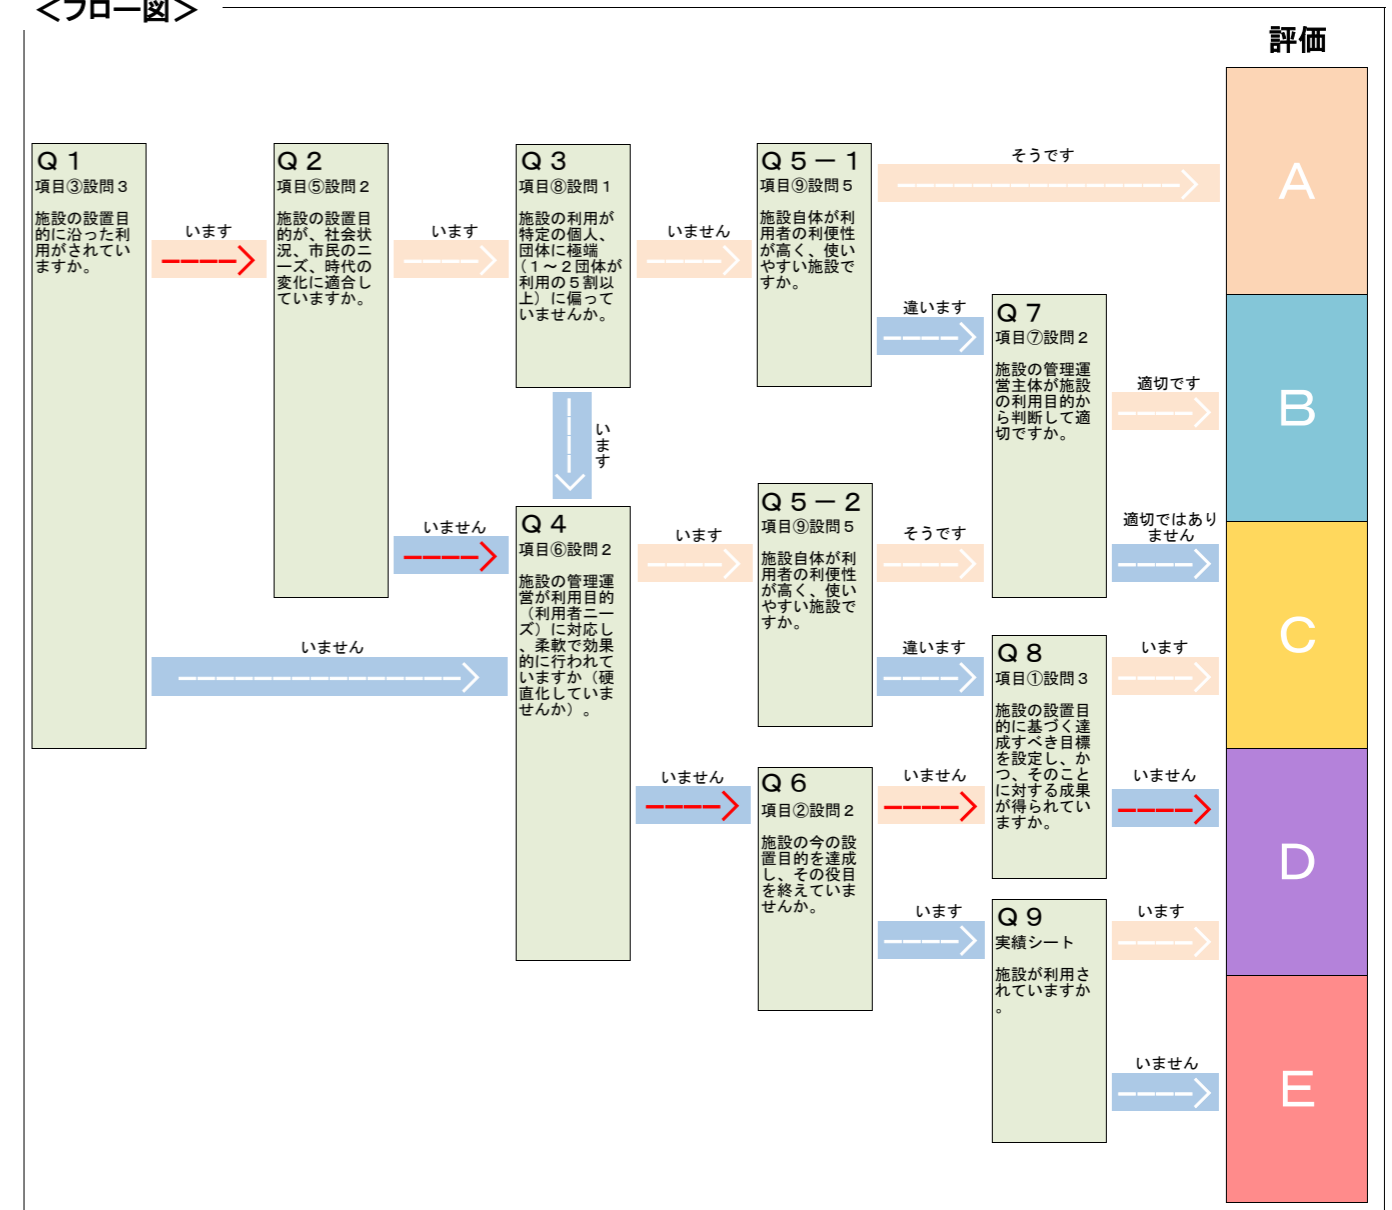 ＜フロー図＞
評価
Q１
項目③設問３
施設の設置目
的に沿った利
用がされてい
ますか。
います
いません
Q２
項目⑤設問２
施設の設置目
的が、社会状
況、市民のニ
ーズ、時代の
変化に適合し
ていますか。
います
いません
Q３
項目⑧設問１
施設の利用が
特定の個人、
団体に極端
（１～２団体が
利用の５割以
上）に偏って
いませんか。
いません
います
Q４
項目⑥設問２
施設の管理運
営が利用目的
（利用者ニー
ズ）に対応し
、柔軟で効果
的に行われて
いますか（硬
直化していま
せんか）。
います
いません
Q５－１
項目⑨設問５
施設自体が利
用者の利便性
が高く、使い
やすい施設で
すか。
そうです
違います
Q５－２
項目⑨設問５
施設自体が利
用者の利便性
が高く、使い
やすい施設で
すか。
そうです
違います
Q６
項目②設問２
施設の今の設
置目的を達成
し、その役目
を終えていま
せんか。
いません
います
Q７
項目⑦設問２
施設の管理運
営主体が施設
の利用目的か
ら判断して適
切ですか。
適切です
適切ではあり
ません
Q８
項目①設問３
施設の設置目
的に基づく達
成すべき目標
を設定し、か
つ、そのこと
に対する成果
が得られてい
ますか。
います
いません
Q９
実績シート
施設が利用さ
れていますか
。
います
いません
A
B
C
D
E